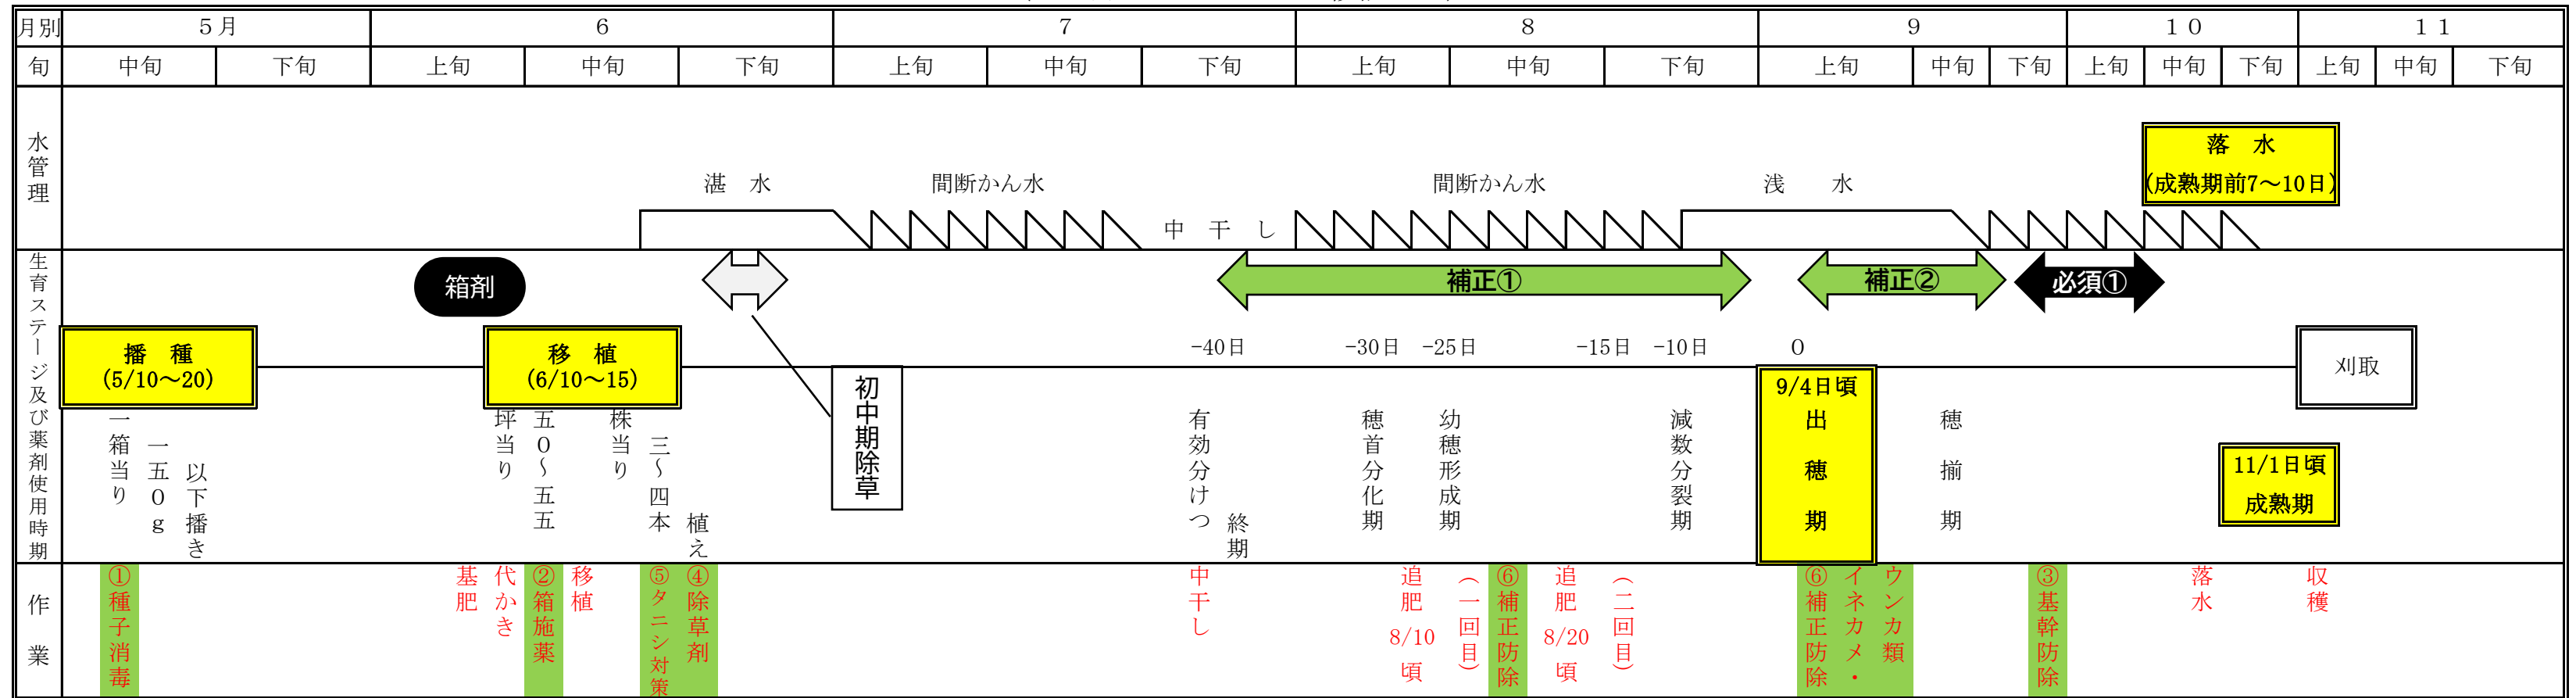 月別
５月
6
7
8
9
１０
１１
旬
中旬
下旬
上旬
中旬
下旬
上旬
中旬
下旬
上旬
中旬
下旬
上旬
中旬
下旬
上旬
中旬
下旬
上旬
中旬
下旬
水管理
湛　水
間断かん水
中　干　し
間断かん水
浅　　水
落　水
(成熟期前7～10日)
生育ステージ及び薬剤使用時期
箱剤
補正①
補正②
必須①
播　種
(5/10～20)
移　植
(6/10～15)
初中期除草
-40日
-30日
-25日
-15日
-10日
0
刈取
一箱当り
一五０ｇ
以下播き
坪当り
五０～五五
株当り
三～四本
植え
有効分けつ
終期
穂首分化期
幼穂形成期
減数分裂期
9/4日頃
出穂期
穂揃期
11/1日頃
成熟期
作業
①種子消毒
基肥
代かき
②箱施薬
移植
⑤タニシ対策
④除草剤
中干し
追肥
8/10
頃
(一回目)
⑥補正防除
追肥
8/20
頃
(二回目)
⑥補正防除
イネカメ・
ウンカ類
③基幹防除
落水
収穫